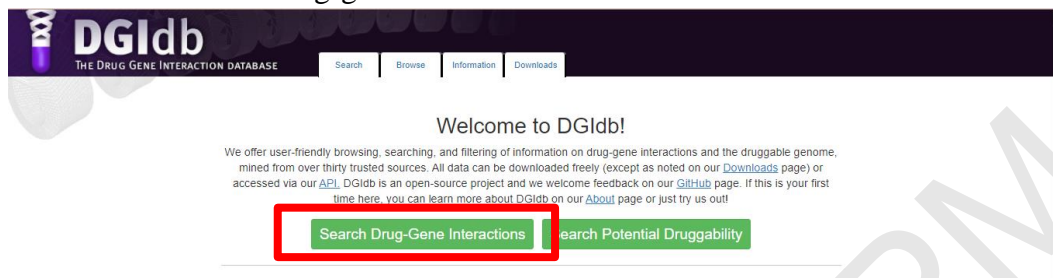 DGIdb
THE DRUG GENE INTERACTION DATABASE
Search Browse Information Downloads
Welcome to DGIdb!
We offer user-friendly browsing, searching, and filtering of information on drug-gene interactions and the druggable genome,
mined from over thirty trusted sources. All data can be downloaded freely (except as noted on our Downloads page) or
accessed via our API. DGIdb is an open-source project and we welcome feedback on our GitHub page. If this is your first
time here, you can learn more about DGIdb on our About page or just try us out!
Search Drug-Gene Interactions earch Potential Druggability